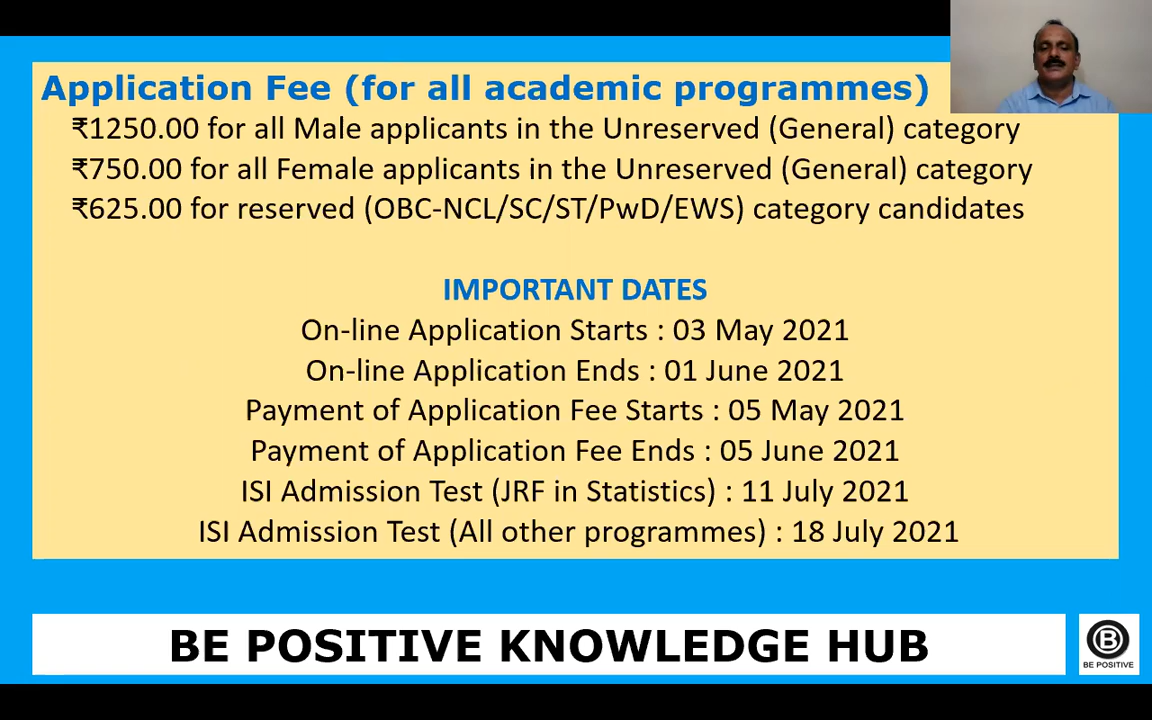 Application Fee (for all academic programmes)
₹1250.00 for all Male applicants in the Unreserved (General) category
₹750.00 for all Female applicants in the Unreserved (General) category
₹625.00 for reserved (OBC-NCL/SC/ST/PwD/EWS) category candidates
IMPORTANT DATES
On-line Application Starts : 03 May 2021
On-line Application Ends : 01 June 2021
Payment of Application Fee Starts : 05 May 2021
Payment of Application Fee Ends : 05 June 2021
ISI Admission Test (JRF in Statistics) : 11 July 2021
ISI Admission Test (All other programmes) : 18 July 2021
BE POSITIVE KNOWLEDGE HUB
B
BE POSITIVE